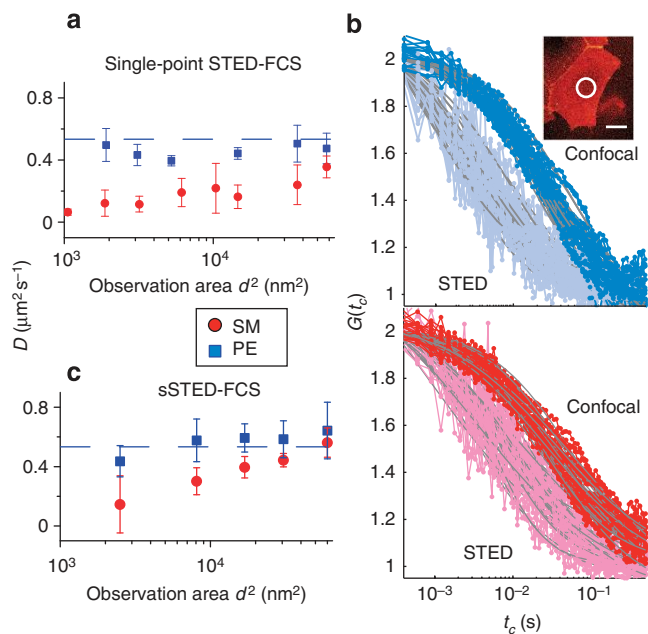 a
Single-point STED-FCS
0.8
0.4
0
10³
10⁴
Observation area d² (nm²)
D (μm² s⁻¹)
SM
PE
c
sSTED-FCS
0.8
0.4
0
10³
10⁴
Observation area d² (nm²)
b
2
1.8
1.6
1.4
1.2
1
Confocal
STED
G(tc)
2
1.8
1.6
1.4
1.2
1
Confocal
STED
10⁻³
10⁻²
10⁻¹
tc (s)